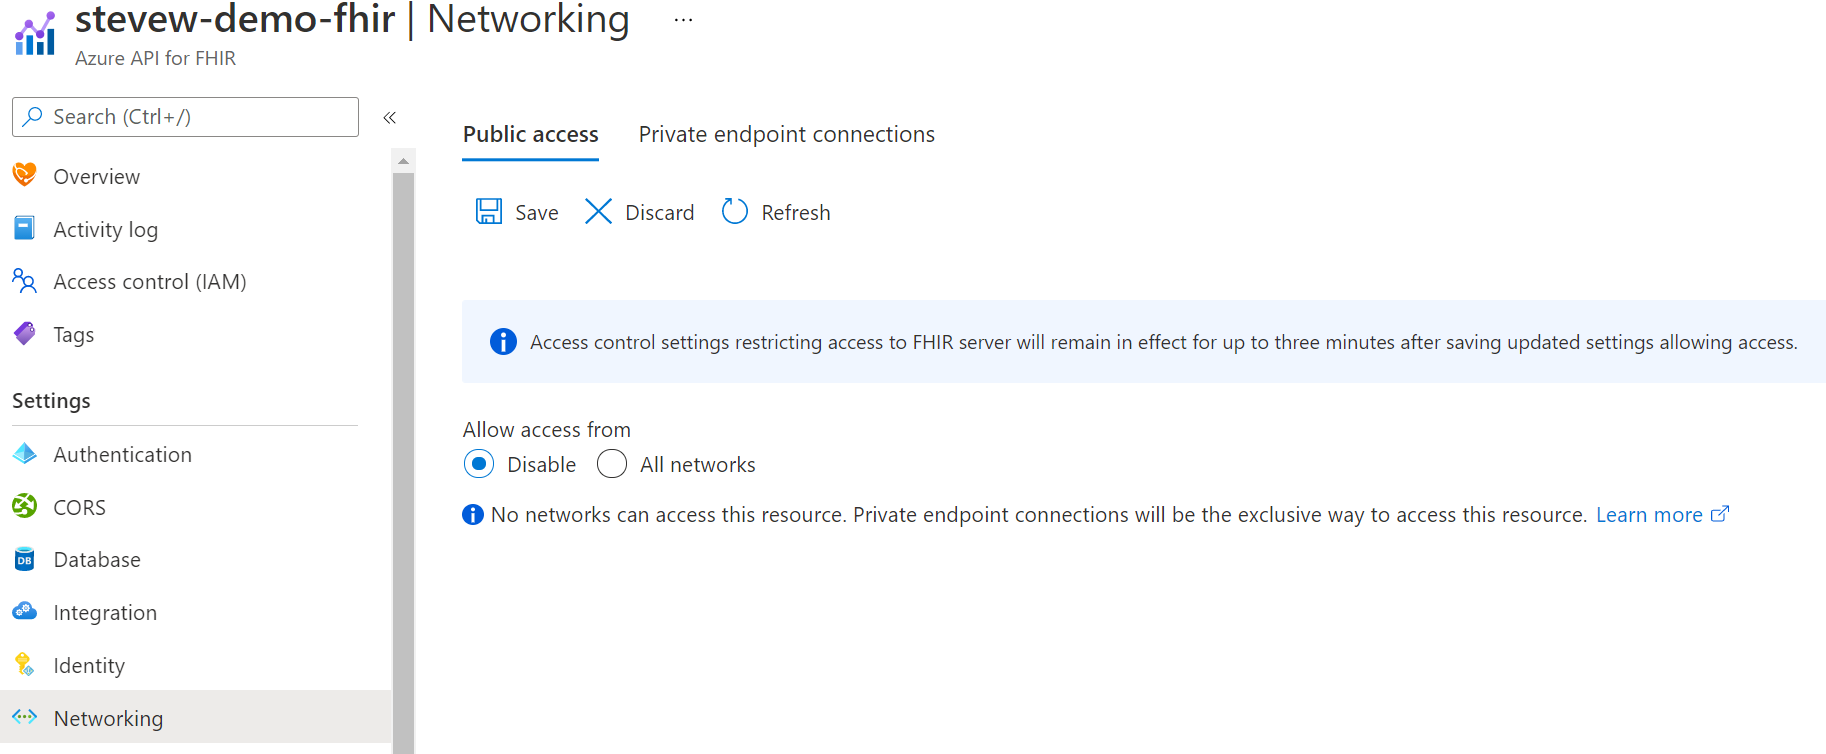 stevew-demo-fhir | Networking ...
Azure API for FHIR
Search (Ctrl+/)
«
Overview
Activity log
Access control (IAM)
Tags
Settings
Authentication
CORS
DB Database
Integration
Identity
Networking
Public access Private endpoint connections
Save Discard Refresh
Access control settings restricting access to FHIR server will remain in effect for up to three minutes after saving updated settings allowing access.
Allow access from
Disable All networks
No networks can access this resource. Private endpoint connections will be the exclusive way to access this resource. Learn more